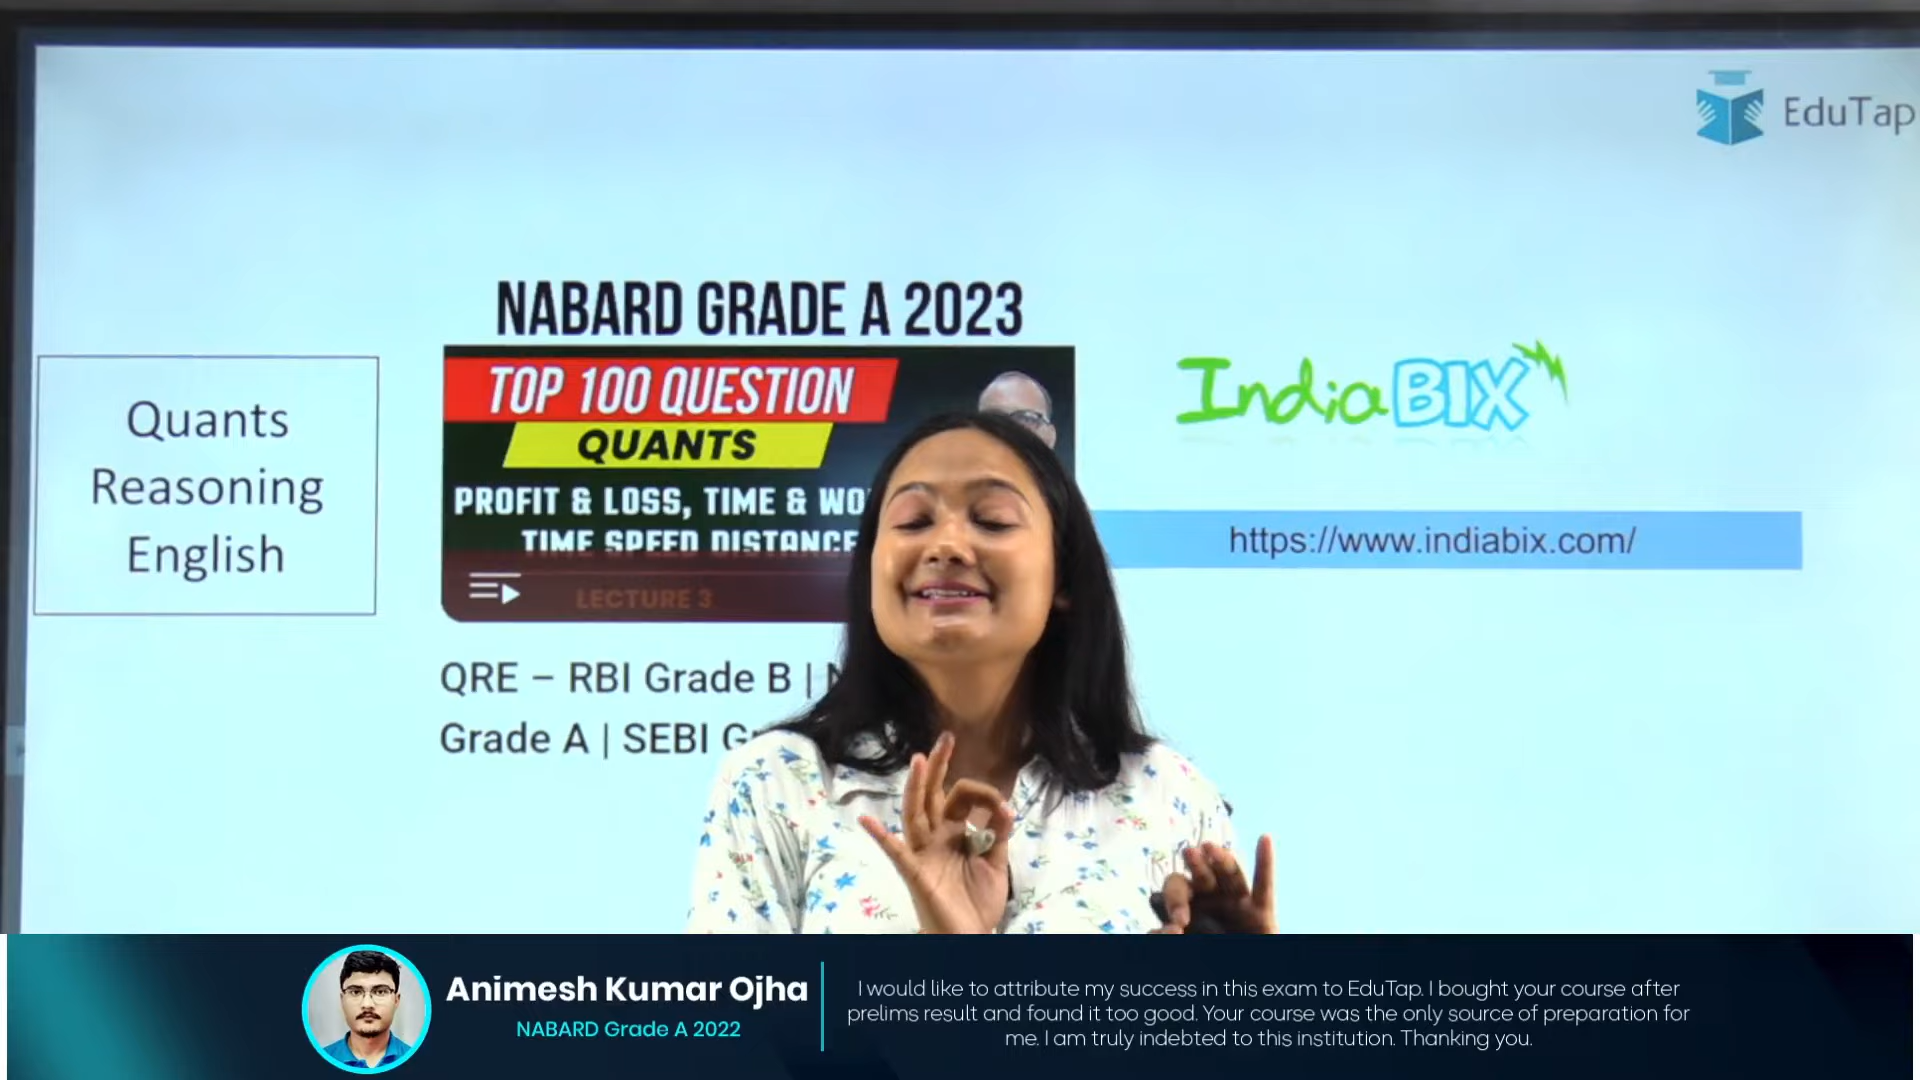 EduTap
NABARD GRADE A 2023
TOP 100 QUESTION
QUANTS
PROFIT & LOSS, TIME &
TIME SPEED DISTANCE
LECTURE 3
Quants
Reasoning
English
IndiaBIX
https://www.indiabix.com/
QRE – RBI Grade B |
Grade A | SEBI
Animesh Kumar Ojha
NABARD Grade A 2022
I would like to attribute my success in this exam to EduTap. I bought your course after
prelims result and found it too good. Your course was the only source of preparation for
me. I am truly indebted to this institution. Thanking you.